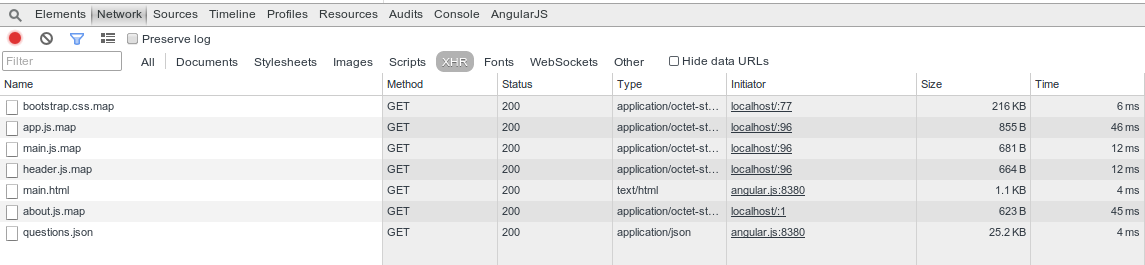 Elements Network Sources Timeline Profiles Resources Audits Console AngularJS
Preserve log
Filter All Documents Stylesheets Images Scripts XHR Fonts WebSockets Other Hide data URLs
Name Method Status Type Initiator Size Time
bootstrap.css.map GET 200 application/octet-st... localhost/:77 216 KB 6 ms
app.js.map GET 200 application/octet-st... localhost/:96 855 B 46 ms
main.js.map GET 200 application/octet-st... localhost/:96 681 B 12 ms
header.js.map GET 200 application/octet-st... localhost/:96 664 B 12 ms
main.html GET 200 text/html angular.js:8380 1.1 KB 4 ms
about.js.map GET 200 application/octet-st... localhost/:1 623 B 45 ms
questions.json GET 200 application/json angular.js:8380 25.2 KB 4 ms